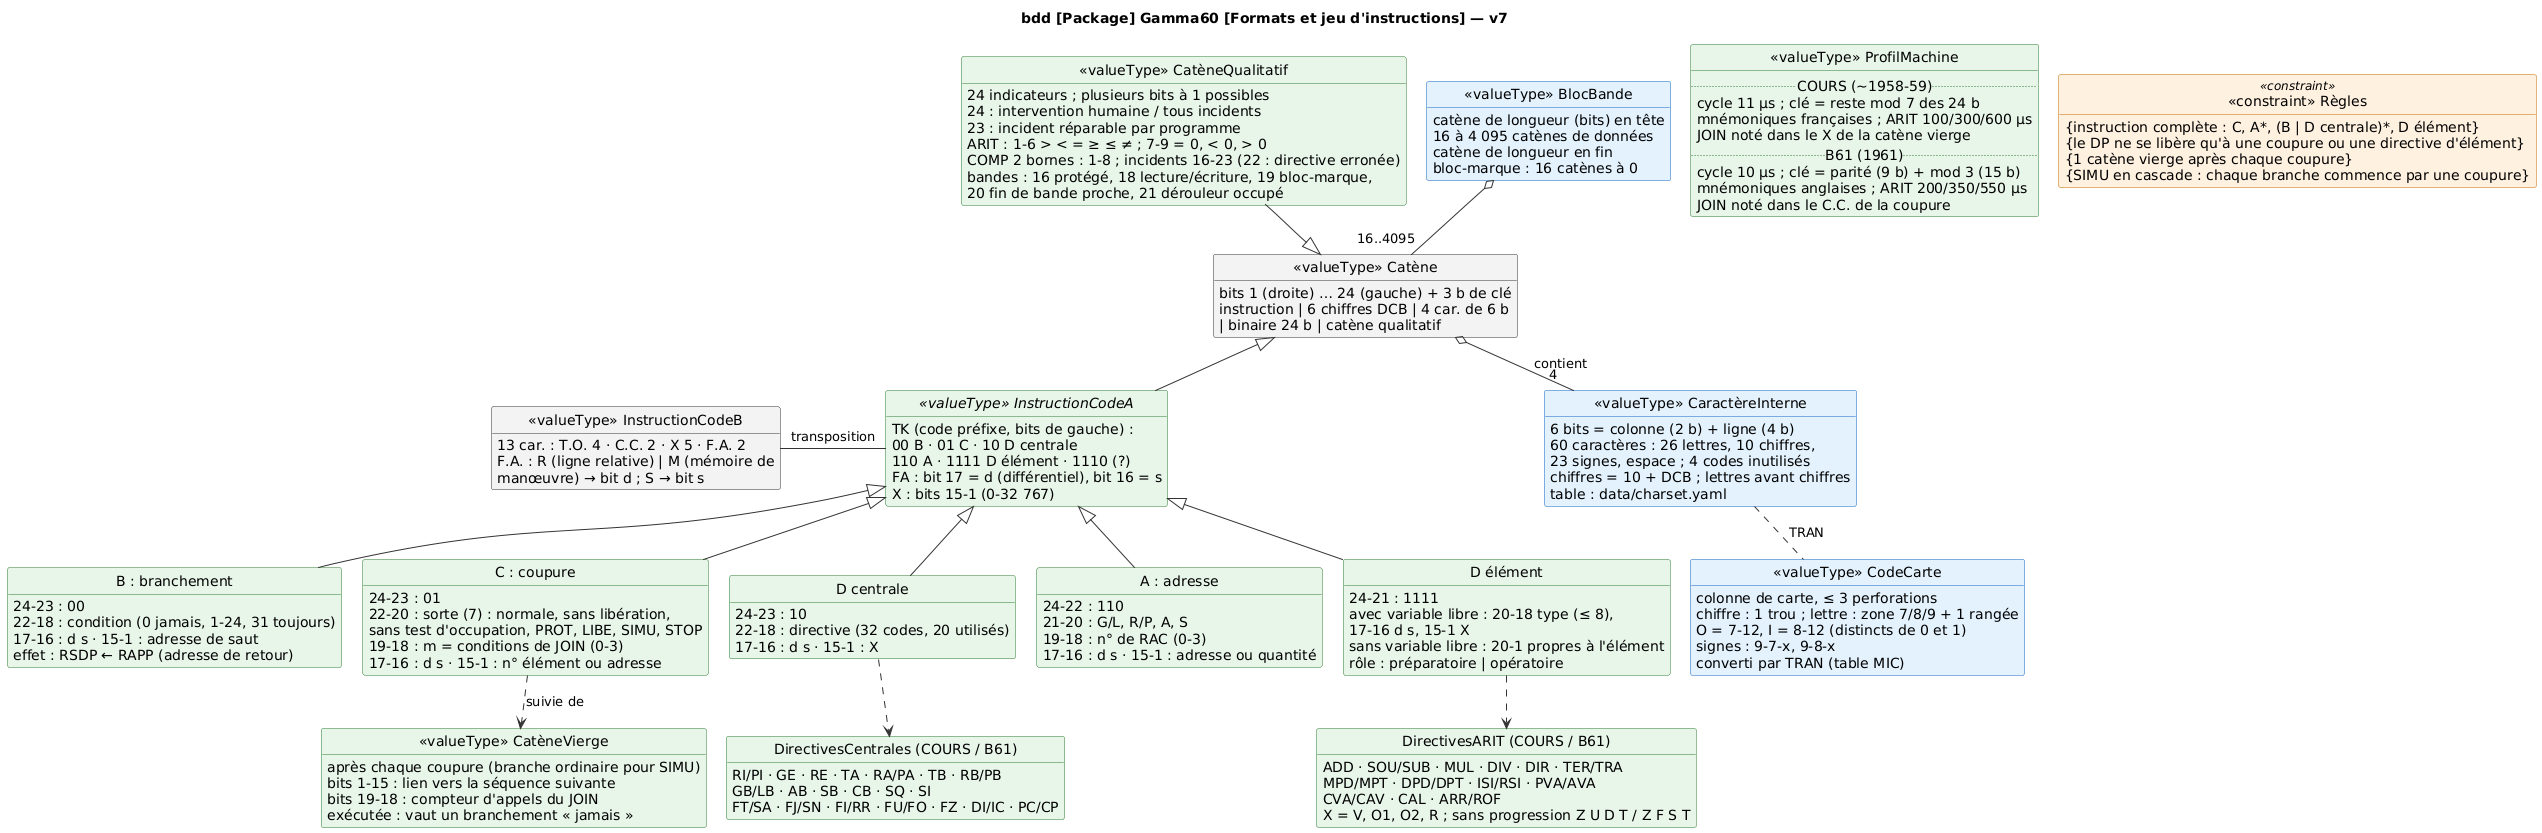 bdd [Package] Gamma60 [Formats et jeu d'instructions] — v7
«valueType» CatèneQualitatif
24 indicateurs ; plusieurs bits à 1 possibles
24 : intervention humaine / tous incidents
23 : incident réparable par programme
ARIT : 1-6 > < = ≥ ≤ ≠ ; 7-9 = 0, < 0, > 0
COMP 2 bornes : 1-8 ; incidents 16-23 (22 : directive erronée)
bandes : 16 protégé, 18 lecture/écriture, 19 bloc-marque,
20 fin de bande proche, 21 dérouleur occupé
«valueType» BlocBande
catène de longueur (bits) en tête
16 à 4 095 catènes de données
catène de longueur en fin
bloc-marque : 16 catènes à 0
«valueType» ProfilMachine
COURS (~1958-59)
cycle 11 µs ; clé = reste mod 7 des 24 b
mnémoniques françaises ; ARIT 100/300/600 µs
JOIN noté dans le X de la catène vierge
B61 (1961)
cycle 10 µs ; clé = parité (9 b) + mod 3 (15 b)
mnémoniques anglaises ; ARIT 200/350/550 µs
JOIN noté dans le C.C. de la coupure
«constraint»
«constraint» Règles
{instruction complète : C, A*, (B | D centrale)*, D élément}
{le DP ne se libère qu'à une coupure ou une directive d'élément}
{1 catène vierge après chaque coupure}
{SIMU en cascade : chaque branche commence par une coupure}
16..4095
«valueType» Catène
bits 1 (droite) … 24 (gauche) + 3 b de clé
instruction | 6 chiffres DCB | 4 car. de 6 b
| binaire 24 b | catène qualitatif
contient
4
«valueType» InstructionCodeB
13 car. : T.O. 4 · C.C. 2 · X 5 · F.A. 2
F.A. : R (ligne relative) | M (mémoire de
manœuvre) → bit d ; S → bit s
transposition
«valueType» InstructionCodeA
TK (code préfixe, bits de gauche) :
00 B · 01 C · 10 D centrale
110 A · 1111 D élément · 1110 (?)
FA : bit 17 = d (différentiel), bit 16 = s
X : bits 15-1 (0-32 767)
«valueType» CaractèreInterne
6 bits = colonne (2 b) + ligne (4 b)
60 caractères : 26 lettres, 10 chiffres,
23 signes, espace ; 4 codes inutilisés
chiffres = 10 + DCB ; lettres avant chiffres
table : data/charset.yaml
TRAN
B : branchement
24-23 : 00
22-18 : condition (0 jamais, 1-24, 31 toujours)
17-16 : d s · 15-1 : adresse de saut
effet : RSDP ← RAPP (adresse de retour)
C : coupure
24-23 : 01
22-20 : sorte (7) : normale, sans libération,
sans test d'occupation, PROT, LIBE, SIMU, STOP
19-18 : m = conditions de JOIN (0-3)
17-16 : d s · 15-1 : n° élément ou adresse
D centrale
24-23 : 10
22-18 : directive (32 codes, 20 utilisés)
17-16 : d s · 15-1 : X
A : adresse
24-22 : 110
21-20 : G/L, R/P, A, S
19-18 : n° de RAC (0-3)
17-16 : d s · 15-1 : adresse ou quantité
D élément
24-21 : 1111
avec variable libre : 20-18 type (≤ 8),
17-16 d s, 15-1 X
sans variable libre : 20-1 propres à l'élément
rôle : préparatoire | opératoire
«valueType» CodeCarte
colonne de carte, ≤ 3 perforations
chiffre : 1 trou ; lettre : zone 7/8/9 + 1 rangée
O = 7-12, I = 8-12 (distincts de 0 et 1)
signes : 9-7-x, 9-8-x
converti par TRAN (table MIC)
suivie de
«valueType» CatèneVierge
après chaque coupure (branche ordinaire pour SIMU)
bits 1-15 : lien vers la séquence suivante
bits 19-18 : compteur d'appels du JOIN
exécutée : vaut un branchement « jamais »
DirectivesCentrales (COURS / B61)
RI/PI · GE · RE · TA · RA/PA · TB · RB/PB
GB/LB · AB · SB · CB · SQ · SI
FT/SA · FJ/SN · FI/RR · FU/FO · FZ · DI/IC · PC/CP
DirectivesARIT (COURS / B61)
ADD · SOU/SUB · MUL · DIV · DIR · TER/TRA
MPD/MPT · DPD/DPT · ISI/RSI · PVA/AVA
CVA/CAV · CAL · ARR/ROF
X = V, O1, O2, R ; sans progression Z U D T / Z F S T